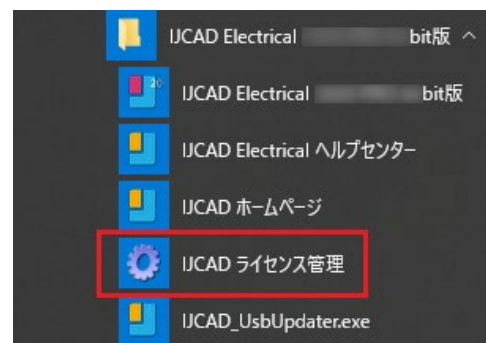 IJCAD Electrical bit版
20
IJCAD Electrical bit版
IJCAD Electrical ヘルプセンター
IJCAD ホームページ
IJCAD ライセンス管理
IJCAD_UsbUpdater.exe